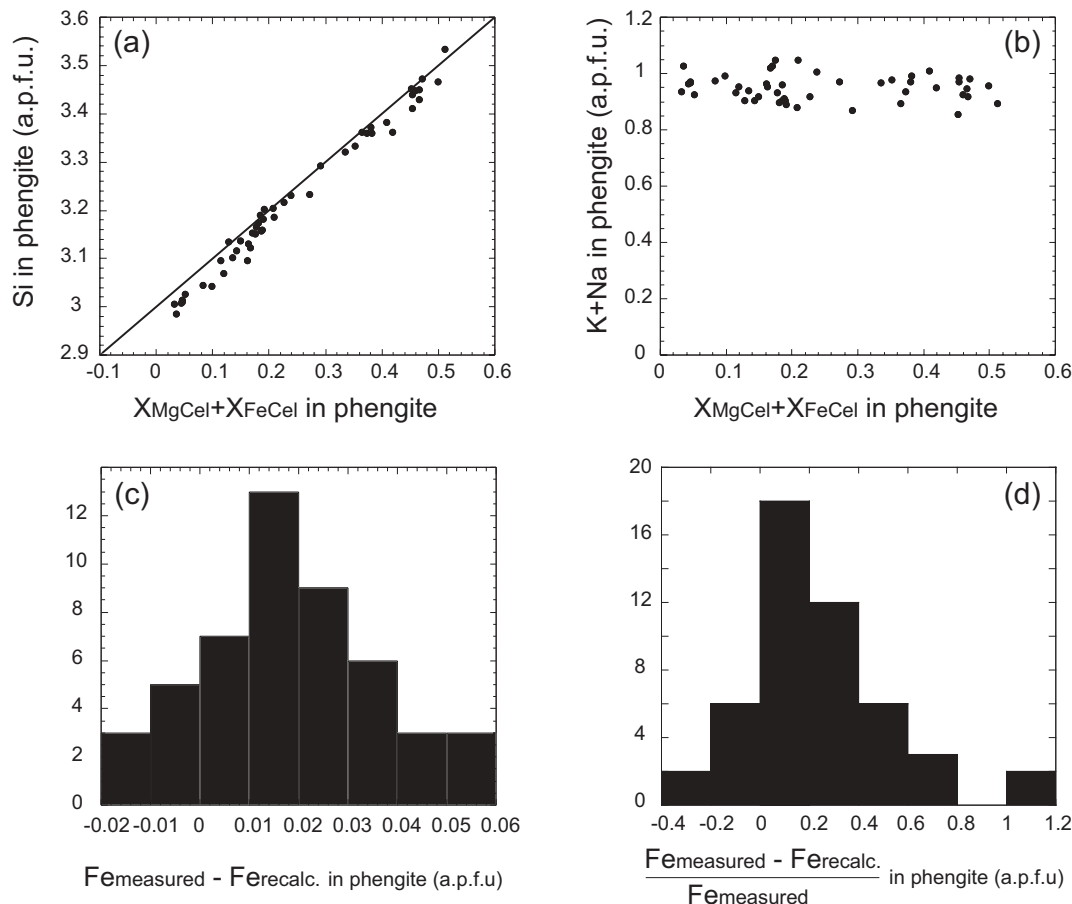 (a)
3.6
3.5
3.4
3.3
3.2
3.1
3
2.9
Si in phengite (a.p.f.u.)
-0.1 0 0.1 0.2 0.3 0.4 0.5 0.6
XMgCel+XFeCel in phengite
(b)
1.2
1
0.8
0.6
0.4
0.2
0
K+Na in phengite (a.p.f.u.)
0 0.1 0.2 0.3 0.4 0.5 0.6
XMgCel+XFeCel in phengite
(c)
12
10
8
6
4
2
0
-0.02 -0.01 0 0.01 0.02 0.03 0.04 0.05 0.06
Femeasured - Ferecalc. in phengite (a.p.f.u)
(d)
20
16
12
8
4
0
-0.4 -0.2 0 0.2 0.4 0.6 0.8 1 1.2
Femeasured - Ferecalc.
Femeasured
in phengite (a.p.f.u)